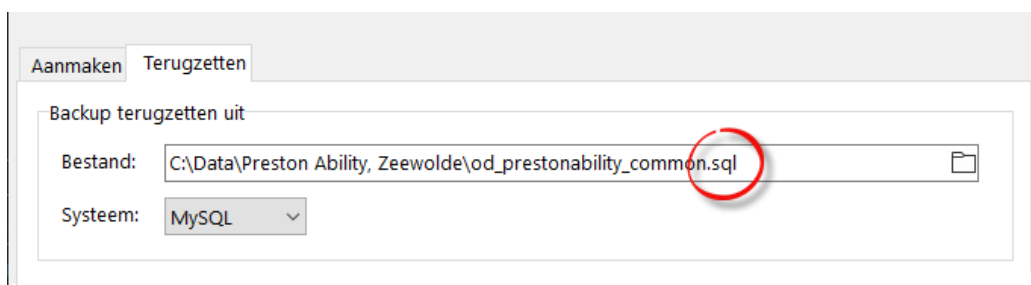 Aanmaken Terugzetten
Backup terugzetten uit
Bestand: C:\Data\Preston Ability, Zeewolde\od_prestonability_common.sql
Systeem: MySQL